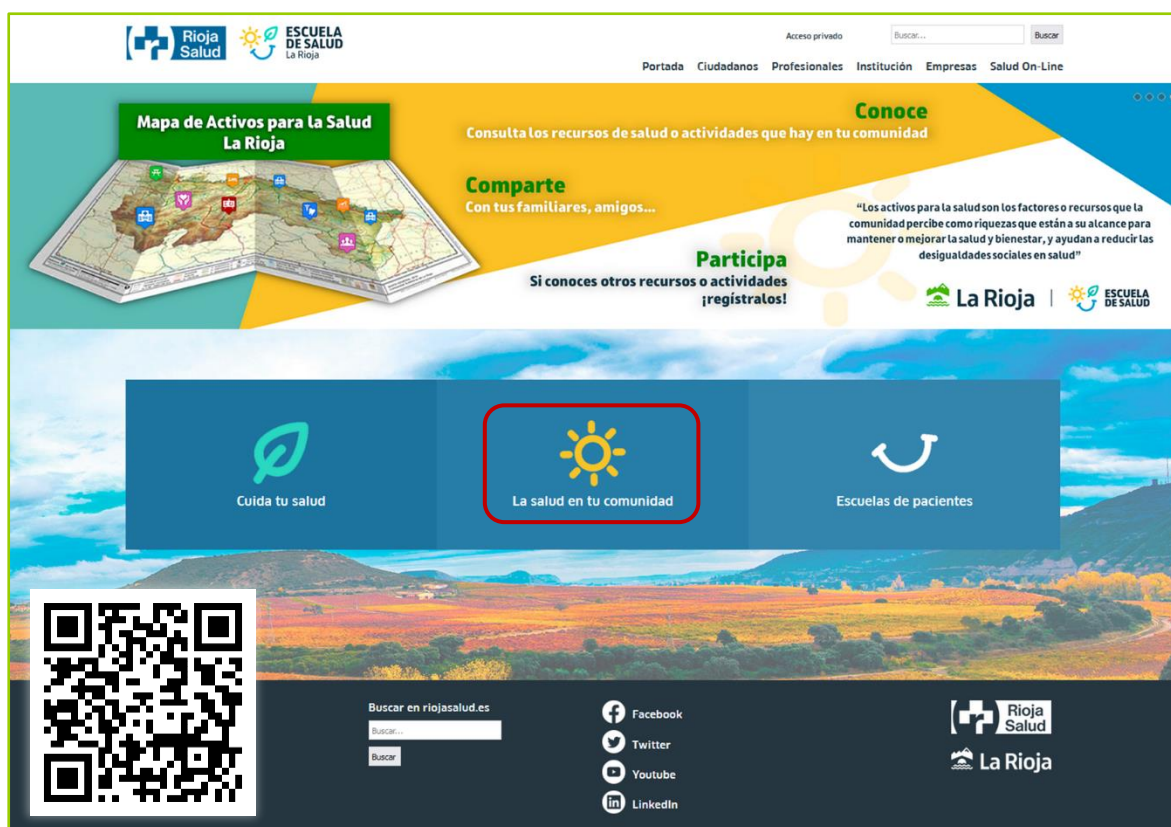 Rioja
Salud
ESCUELA
DE SALUD
La Rioja
Acceso privado
Buscar...
Buscar
Portada Ciudadanos Profesionales Institución Empresas Salud On-Line
Mapa de Activos para la Salud
La Rioja
Conoce
Consulta los recursos de salud o actividades que hay en tu comunidad
Comparte
Con tus familiares, amigos...
“Los activos para la salud son los factores o recursos que la
comunidad percibe como riquezas que están a su alcance para
mantener o mejorar la salud y bienestar, y ayudan a reducir las
desigualdades sociales en salud”
Participa
Si conoces otros recursos o actividades
¡regístralos!
La Rioja
ESCUELA
DE SALUD
Cuida tu salud
La salud en tu comunidad
Escuelas de pacientes
Buscar en riojasalud.es
Buscar...
Buscar
Facebook
Twitter
Youtube
LinkedIn
Rioja
Salud
La Rioja